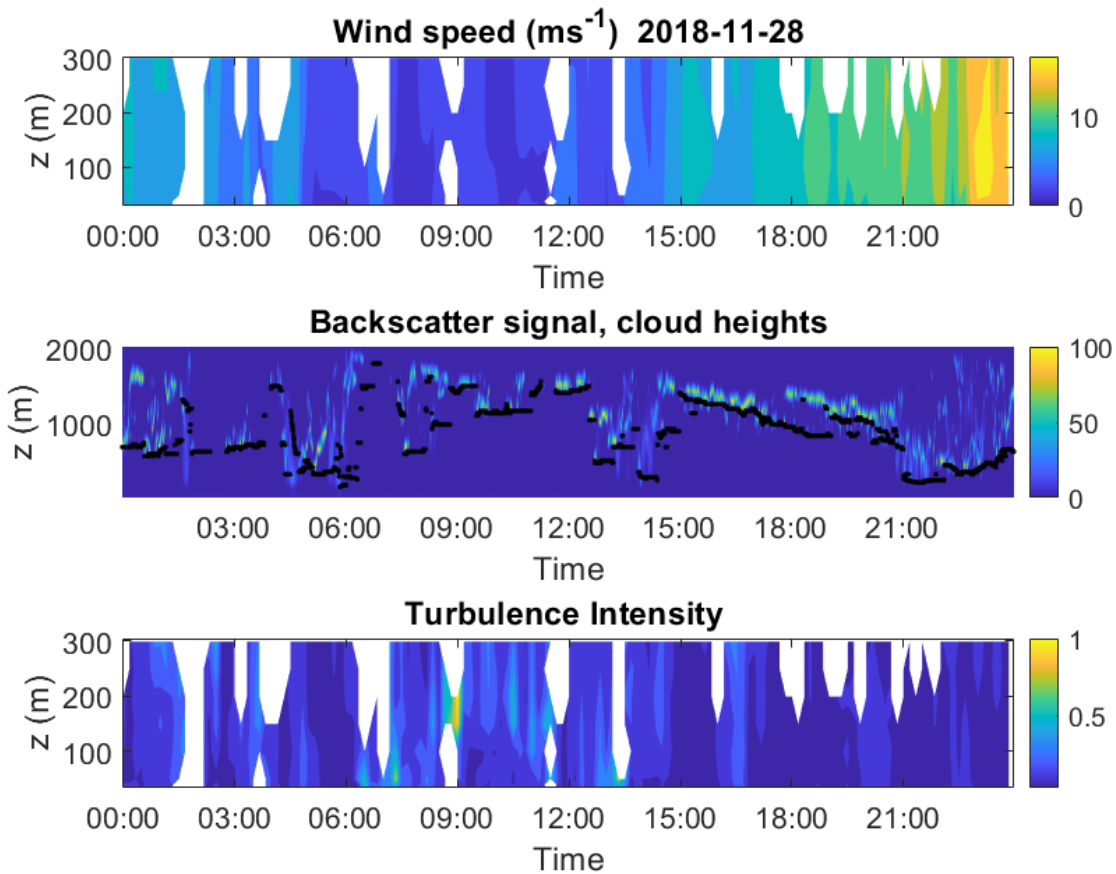 Wind speed (ms⁻¹) 2018-11-28
300
200
100
z (m)
10
0
00:00 03:00 06:00 09:00 12:00 15:00 18:00 21:00
Time
Backscatter signal, cloud heights
2000
1000
z (m)
100
50
0
03:00 06:00 09:00 12:00 15:00 18:00 21:00
Time
Turbulence Intensity
300
200
100
z (m)
1
0.5
00:00 03:00 06:00 09:00 12:00 15:00 18:00 21:00
Time